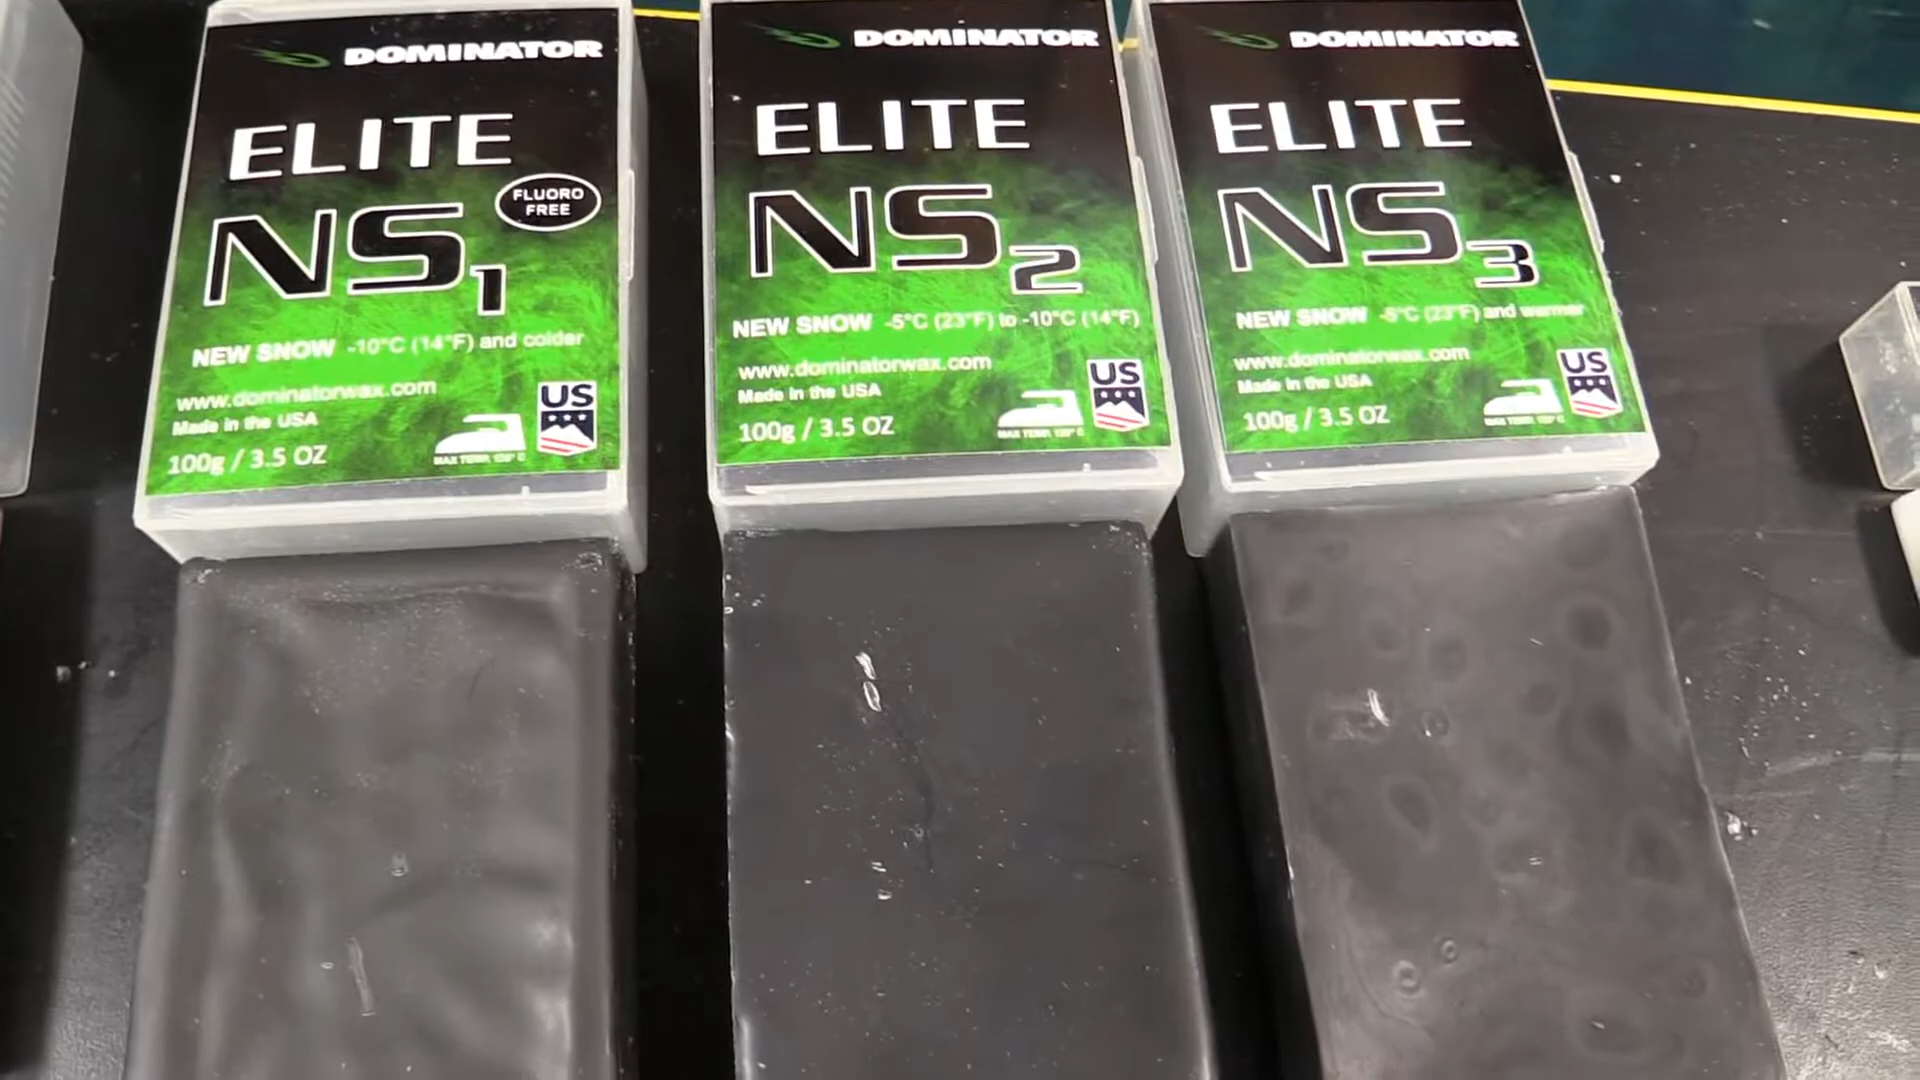 DOMINATOR
ELITE
NS1
FLUORO
FREE
NEW SNOW -10°C (14°F) and colder
www.dominatorwax.com
Made in the USA
100g / 3.5 OZ
US
DOMINATOR
ELITE
NS2
NEW SNOW -5°C (23°F) to -10°C (14°F)
www.dominatorwax.com
Made in the USA
100g / 3.5 OZ
US
DOMINATOR
ELITE
NS3
NEW SNOW -5°C (23°F) and warmer
www.dominatorwax.com
Made in the USA
100g / 3.5 OZ
US